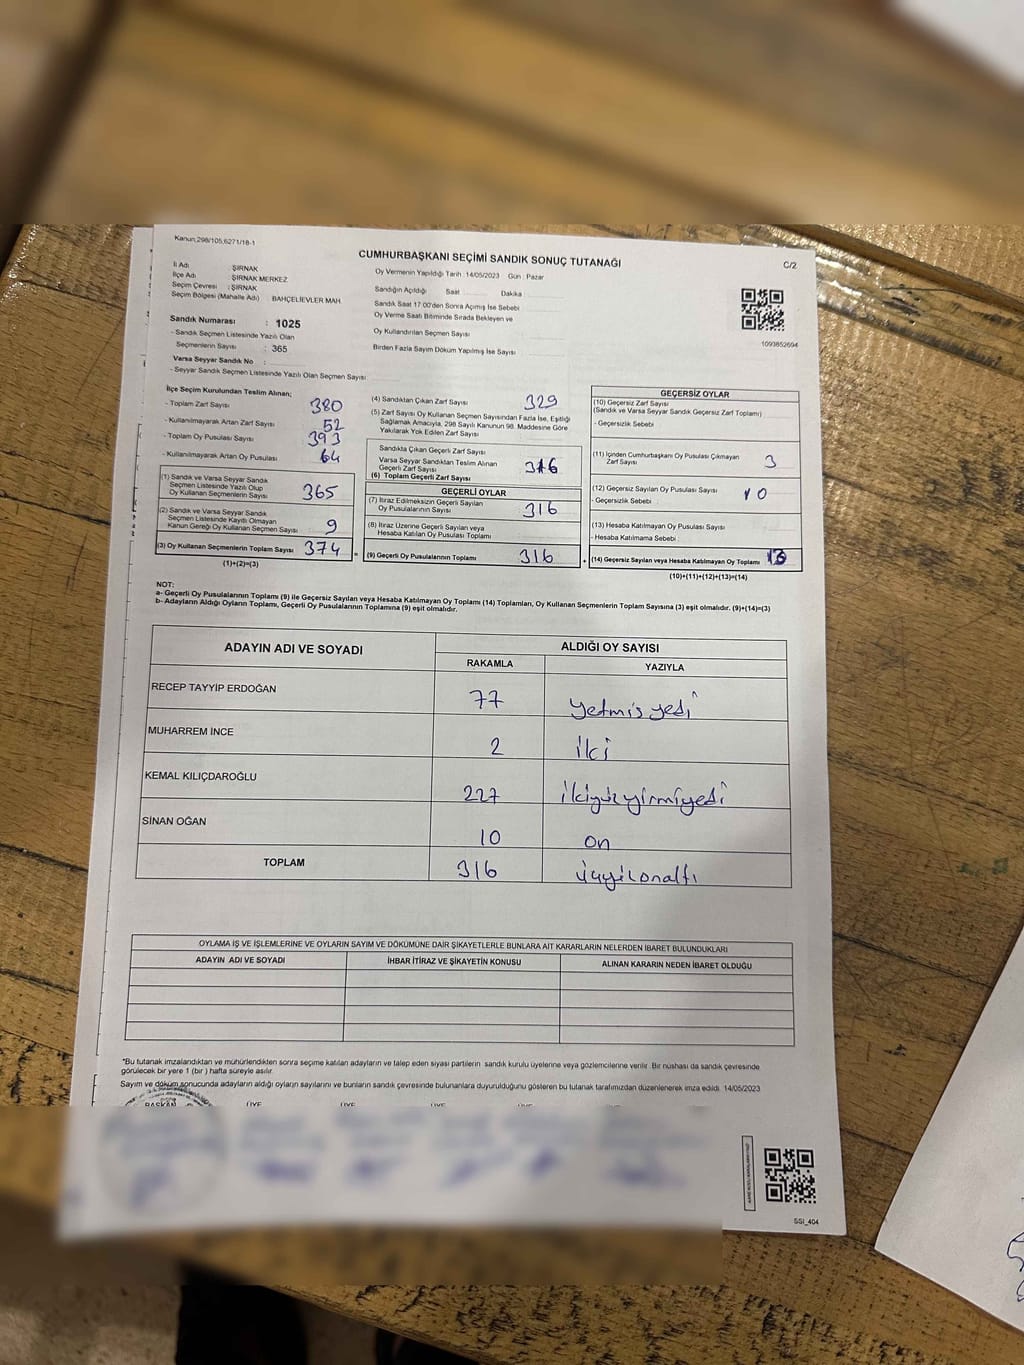 Kanun;298/105,6271/18-1
CUMHURBAŞKANI SEÇİMİ SANDIK SONUÇ TUTANAĞI
C/2
İl Adı : ŞIRNAK
İlçe Adı : ŞIRNAK MERKEZ
Seçim Çevresi : ŞIRNAK
Seçim Bölgesi (Mahalle Adı) : BAHÇELİEVLER MAH.
Sandık Numarası : 1025
- Sandık Seçmen Listesinde Yazılı Olan
Seçmenlerin Sayısı : 365
Varsa Seyyar Sandık No :
- Seyyar Sandık Seçmen Listesinde Yazılı Olan Seçmen Sayısı
Oy Vermenin Yapıldığı Tarih :14/05/2023 Gün : Pazar
Sandığın Açıldığı Saat Dakika
Sandık Saat 17:00'den Sonra Açımış İse Sebebi
Oy Verme Saati Bitiminde Sırada Bekleyen ve
Oy Kullandırılan Seçmen Sayısı
Birden Fazla Sayım Döküm Yapılmış İse Sayısı
1093852694
İlçe Seçim Kurulundan Teslim Alınan;
- Toplam Zarf Sayısı 380
- Kullanılmayarak Artan Zarf Sayısı 52
- Toplam Oy Pusulası Sayısı 393
- Kullanılmayarak Artan Oy Pusulası 64
(1) Sandık ve Varsa Seyyar Sandık
Seçmen Listesinde Yazılı Olup
Oy Kullanan Seçmenlerin Sayısı 365
(2) Sandık ve Varsa Seyyar Sandık
Seçmen Listesinde Kayıtlı Olmayan
Kanun Gereği Oy Kullanan Seçmen Sayısı 9
(3) Oy Kullanan Seçmenlerin Toplam Sayısı 374 =
(1)+(2)=(3)
(4) Sandıktan Çıkan Zarf Sayısı 329
(5) Zarf Sayısı Oy Kullanan Seçmen Sayısından Fazla İse, Eşitliği
Sağlamak Amacıyla, 298 Sayılı Kanunun 98. Maddesine Göre
Yakılarak Yok Edilen Zarf Sayısı
Sandıkta Çıkan Geçerli Zarf Sayısı
Varsa Seyyar Sandıktan Teslim Alınan
Geçerli Zarf Sayısı 316
(6) Toplam Geçerli Zarf Sayısı
GEÇERLİ OYLAR
(7) İtiraz Edilmeksizin Geçerli Sayılan
Oy Pusulasının Sayısı 316
(8) İtiraz Üzerine Geçerli Sayılan veya
Hesaba Katılan Oy Pusulası Toplamı
(9) Geçerli Oy Pusulalarının Toplamı 316
GEÇERSİZ OYLAR
(10) Geçersiz Zarf Sayısı
(Sandık ve Varsa Seyyar Sandık Geçersiz Zarf Toplamı)
- Geçersizlik Sebebi
(11) İçinden Cumhurbaşkanı Oy Pusulası Çıkmayan
Zarf Sayısı 3
(12) Geçersiz Sayılan Oy Pusulası Sayısı 10
- Geçersizlik Sebebi :
(13) Hesaba Katılmayan Oy Pusulası Sayısı
- Hesaba Katılmama Sebebi :
(14) Geçersiz Sayılan veya Hesaba Katılmayan Oy Toplamı 13
(10)+(11)+(12)+(13)=(14)
NOT:
a- Geçerli Oy Pusulalarının Toplamı (9) ile Geçersiz Sayılan veya Hesaba Katılmayan Oy Toplamı (14) Toplamları, Oy Kullanan Seçmenlerin Toplam Sayısına (3) eşit olmalıdır. (9)+(14)=(3)
b- Adayların Aldığı Oyların Toplamı, Geçerli Oy Pusulalarının Toplamına (9) eşit olmalıdır.
ADAYIN ADI VE SOYADI
ALDIĞI OY SAYISI
RAKAMLA YAZIYLA
RECEP TAYYİP ERDOĞAN 77 yetmiş yedi
MUHARREM İNCE 2 iki
KEMAL KILIÇDAROĞLU 227 ikiyüzyirmiyedi
SİNAN OĞAN 10 on
TOPLAM 316 üçyüzonaltı
OYLAMA İŞ VE İŞLEMLERİNE VE OYLARIN SAYIM VE DÖKÜMÜNE DAİR ŞİKAYETLERLE BUNLARA AİT KARARLARIN NELERDEN İBARET BULUNDUKLARI
ADAYIN ADI VE SOYADI İHBAR İTİRAZ VE ŞİKAYETİN KONUSU ALINAN KARARIN NEDEN İBARET OLDUĞU
*Bu tutanak imzalandıktan ve mühürlendikten sonra seçime katılan adayların ve talep eden siyasi partilerin sandık kurulu üyelerine veya gözlemcilerine verilir. Bir nüshası da sandık çevresinde
görülecek bir yere 1 (bir ) hafta süreyle asılır.
Sayım ve döküm sonucunda adayların aldığı oyların sayılarını ve bunların sandık çevresinde bulunanlara duyurulduğunu gösteren bu tutanak tarafımızdan düzenlenerek imza edildi. 14/05/2023
BAŞKAN ÜYE ÜYE ÜYE ÜYE ÜYE
SSİ_404